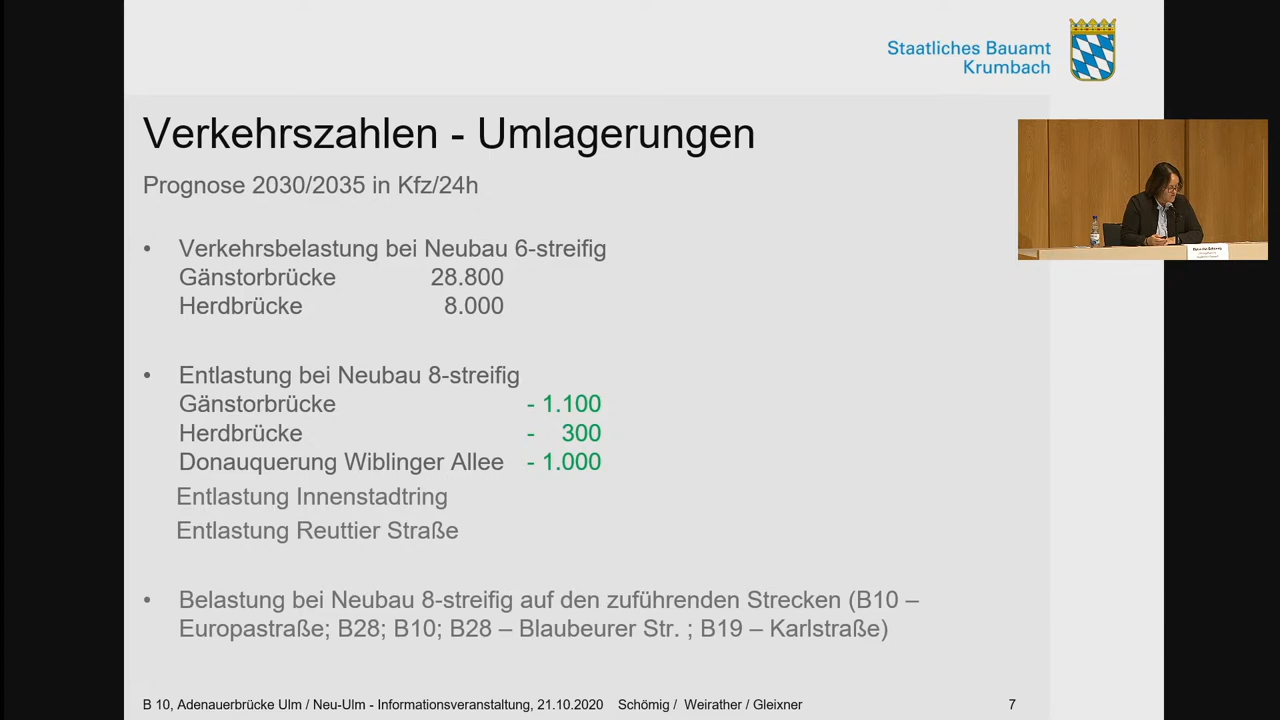 Staatliches Bauamt
Krumbach
Verkehrszahlen - Umlagerungen
Prognose 2030/2035 in Kfz/24h
• Verkehrsbelastung bei Neubau 6-streifig
Gänstorbrücke 28.800
Herdbrücke 8.000
• Entlastung bei Neubau 8-streifig
Gänstorbrücke - 1.100
Herdbrücke - 300
Donauquerung Wiblinger Allee - 1.000
Entlastung Innenstadtring
Entlastung Reuttier Straße
• Belastung bei Neubau 8-streifig auf den zuführenden Strecken (B10 –
Europastraße; B28; B10; B28 – Blaubeurer Str. ; B19 – Karlstraße)
B 10, Adenauerbrücke Ulm / Neu-Ulm - Informationsveranstaltung, 21.10.2020 Schömig / Weirather / Gleixner 7